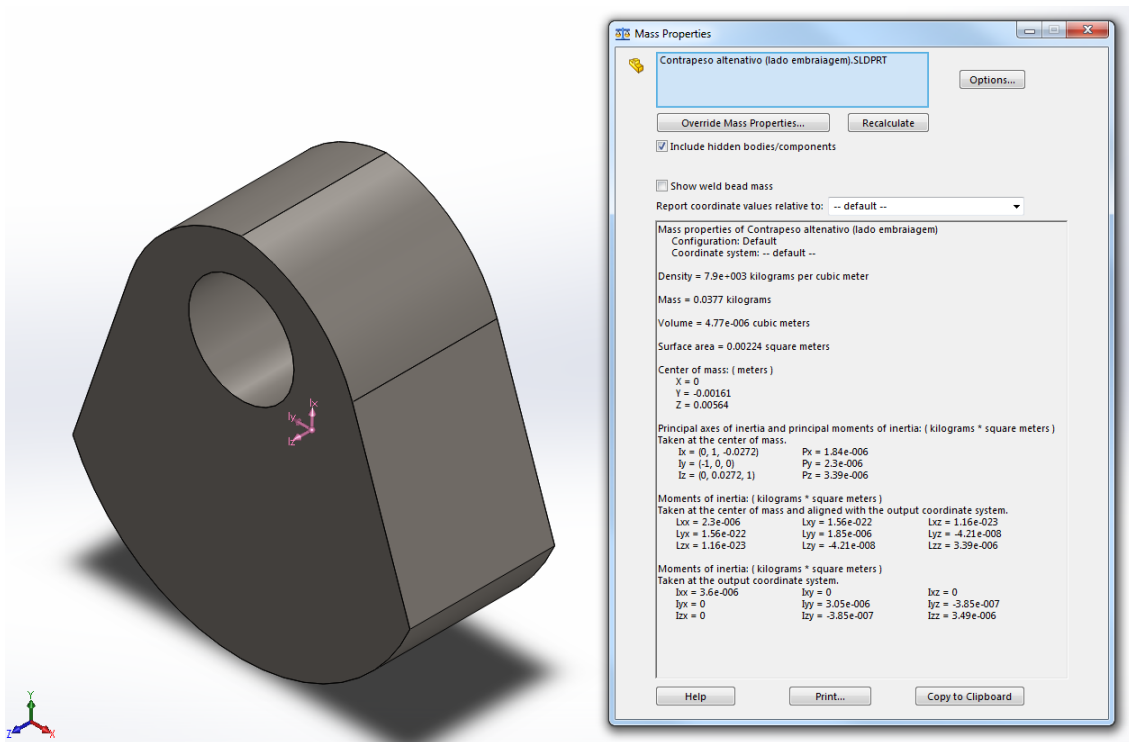 Mass Properties
Contrapeso altenativo (lado embraiagem).SLDPRT
Options...
Override Mass Properties...
Recalculate
Include hidden bodies/components
Show weld bead mass
Report coordinate values relative to: -- default --
Mass properties of Contrapeso altenativo (lado embraiagem)
Configuration: Default
Coordinate system: -- default --
Density = 7.9e+003 kilograms per cubic meter
Mass = 0.0377 kilograms
Volume = 4.77e-006 cubic meters
Surface area = 0.00224 square meters
Center of mass: ( meters )
X = 0
Y = -0.00161
Z = 0.00564
Principal axes of inertia and principal moments of inertia: ( kilograms * square meters )
Taken at the center of mass.
Ix = (0, 1, -0.0272) Px = 1.84e-006
Iy = (-1, 0, 0) Py = 2.3e-006
Iz = (0, 0.0272, 1) Pz = 3.39e-006
Moments of inertia: ( kilograms * square meters )
Taken at the center of mass and aligned with the output coordinate system.
Lxx = 2.3e-006 Lxy = 1.56e-022 Lxz = 1.16e-023
Lyx = 1.56e-022 Lyy = 1.85e-006 Lyz = -4.21e-008
Lzx = 1.16e-023 Lzy = -4.21e-008 Lzz = 3.39e-006
Moments of inertia: ( kilograms * square meters )
Taken at the output coordinate system.
Ixx = 3.6e-006 Ixy = 0 Ixz = 0
Iyx = 0 Iyy = 3.05e-006 Iyz = -3.85e-007
Izx = 0 Izy = -3.85e-007 Izz = 3.49e-006
Help
Print...
Copy to Clipboard
Ix
Iy
Iz
Y
Z
X